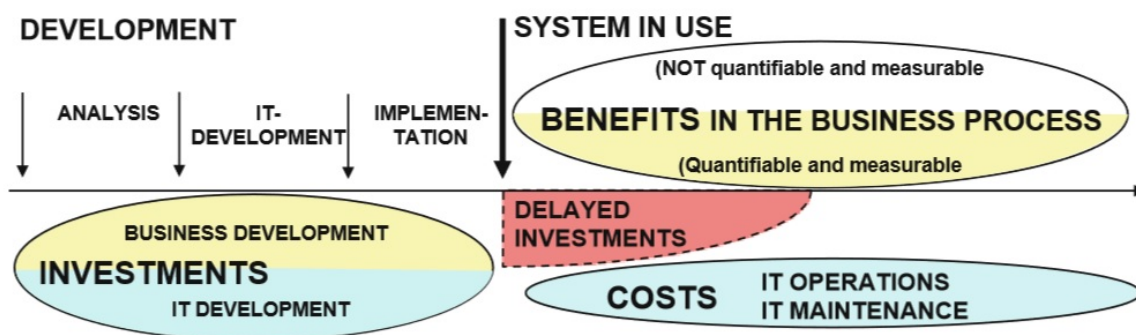 DEVELOPMENT
SYSTEM IN USE
ANALYSIS
IT-
DEVELOPMENT
IMPLEMEN-
TATION
(NOT quantifiable and measurable
BENEFITS IN THE BUSINESS PROCESS
(Quantifiable and measurable
BUSINESS DEVELOPMENT
INVESTMENTS
IT DEVELOPMENT
DELAYED
INVESTMENTS
COSTS
IT OPERATIONS
IT MAINTENANCE